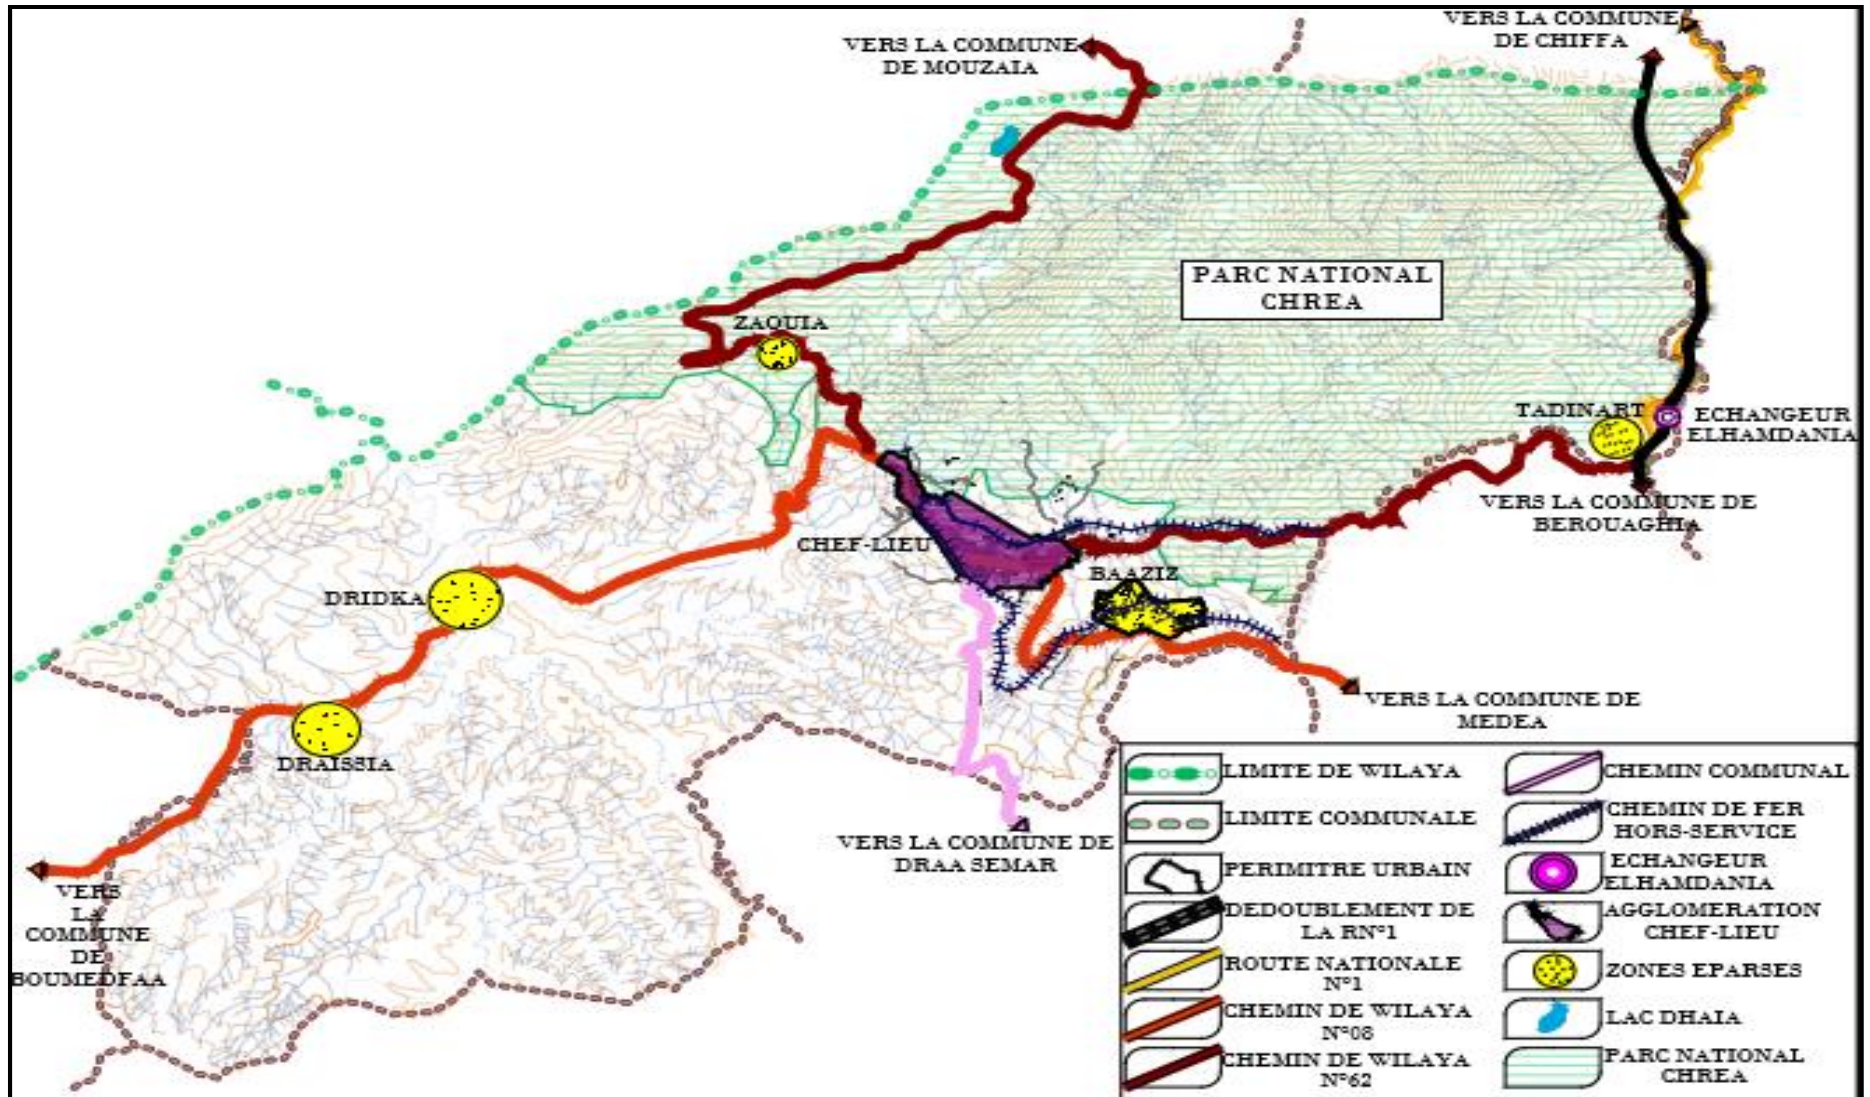 VERS LA COMMUNE
DE CHIFFA
VERS LA COMMUNE
DE MOUZAIA
PARC NATIONAL
CHREA
ZAOUIA
TADINART
ECHANGEUR
ELHAMDANIA
VERS LA COMMUNE DE
BEROUAGHIA
CHEF-LIEU
BAAZIZ
DRIDKA
VERS LA COMMUNE DE
MEDEA
DRAISSIA
VERS LA COMMUNE DE
DRAA SEMAR
VERS
LA
COMMUNE
DE
BOUMEDFAA
LIMITE DE WILAYA
LIMITE COMMUNALE
PERIMITRE URBAIN
DEDOUBLEMENT DE
LA RN°1
ROUTE NATIONALE
N°1
CHEMIN DE WILAYA
N°08
CHEMIN DE WILAYA
N°62
CHEMIN COMMUNAL
CHEMIN DE FER
HORS-SERVICE
ECHANGEUR
ELHAMDANIA
AGGLOMERATION
CHEF-LIEU
ZONES EPARSES
LAC DHAIA
PARC NATIONAL
CHREA